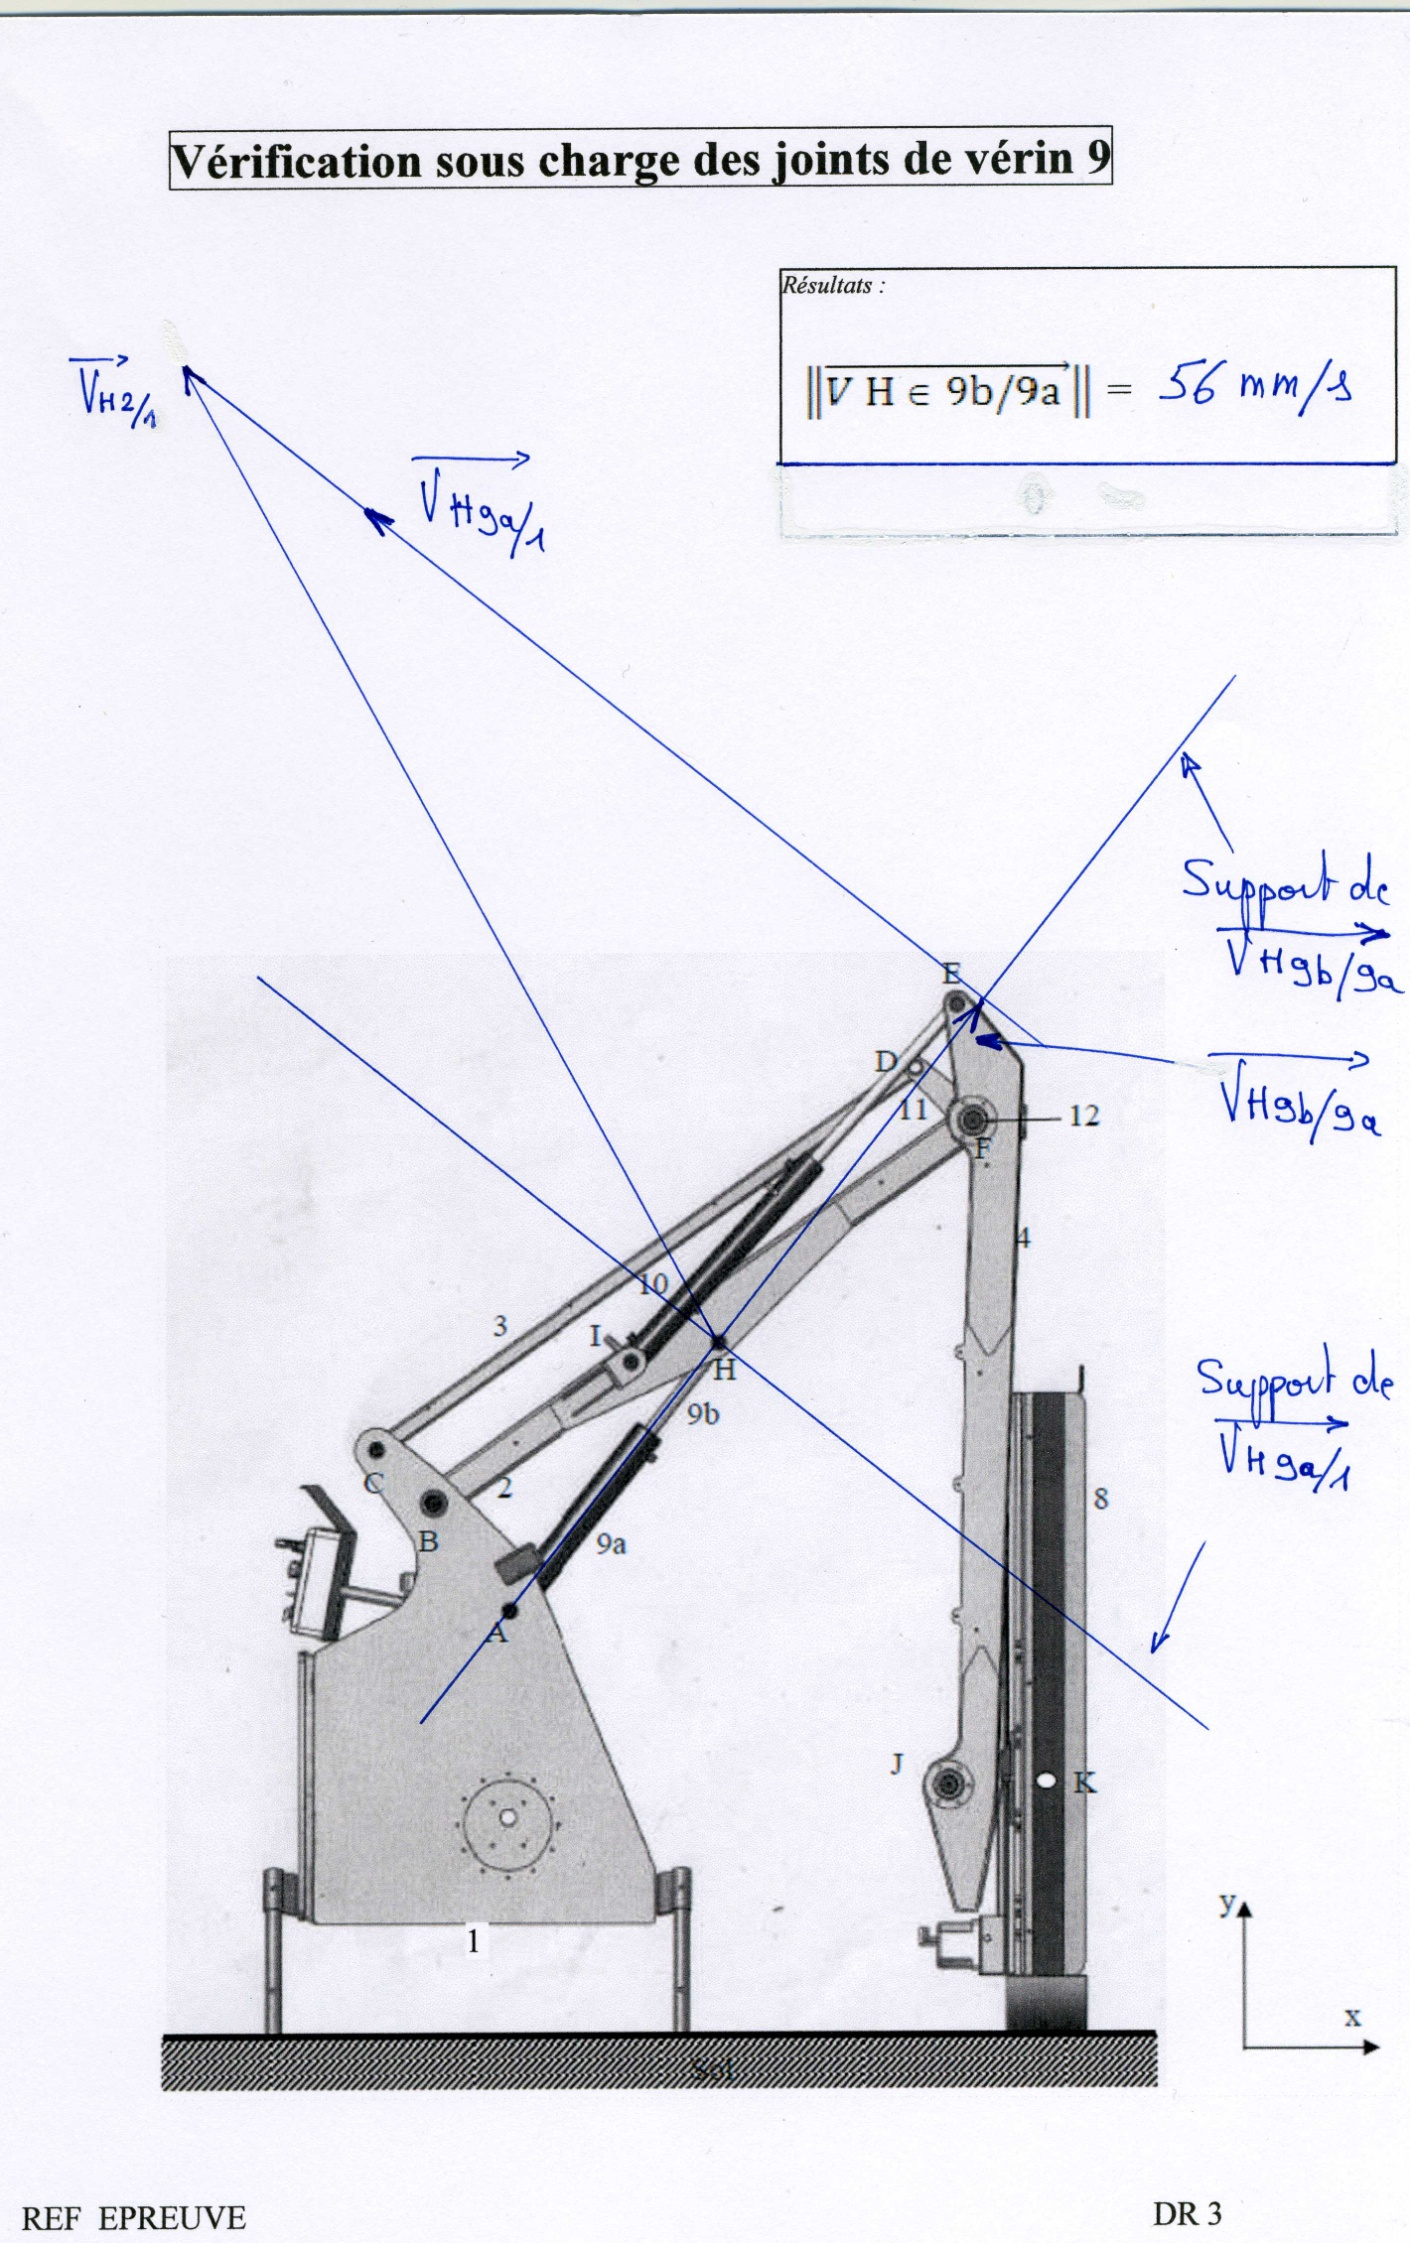 Vérification sous charge des joints de vérin 9
Résultats :
‖V H ∈ 9b/9a‖ = 56 mm/s
VH2/1
VH9a/1
Support de
VH9b/9a
E
D
11
12
VH9b/9a
F
4
10
3
I
H
Support de
9b
VH9a/1
C
2
8
B
9a
A
J
K
1
y
x
Sol
REF EPREUVE
DR 3